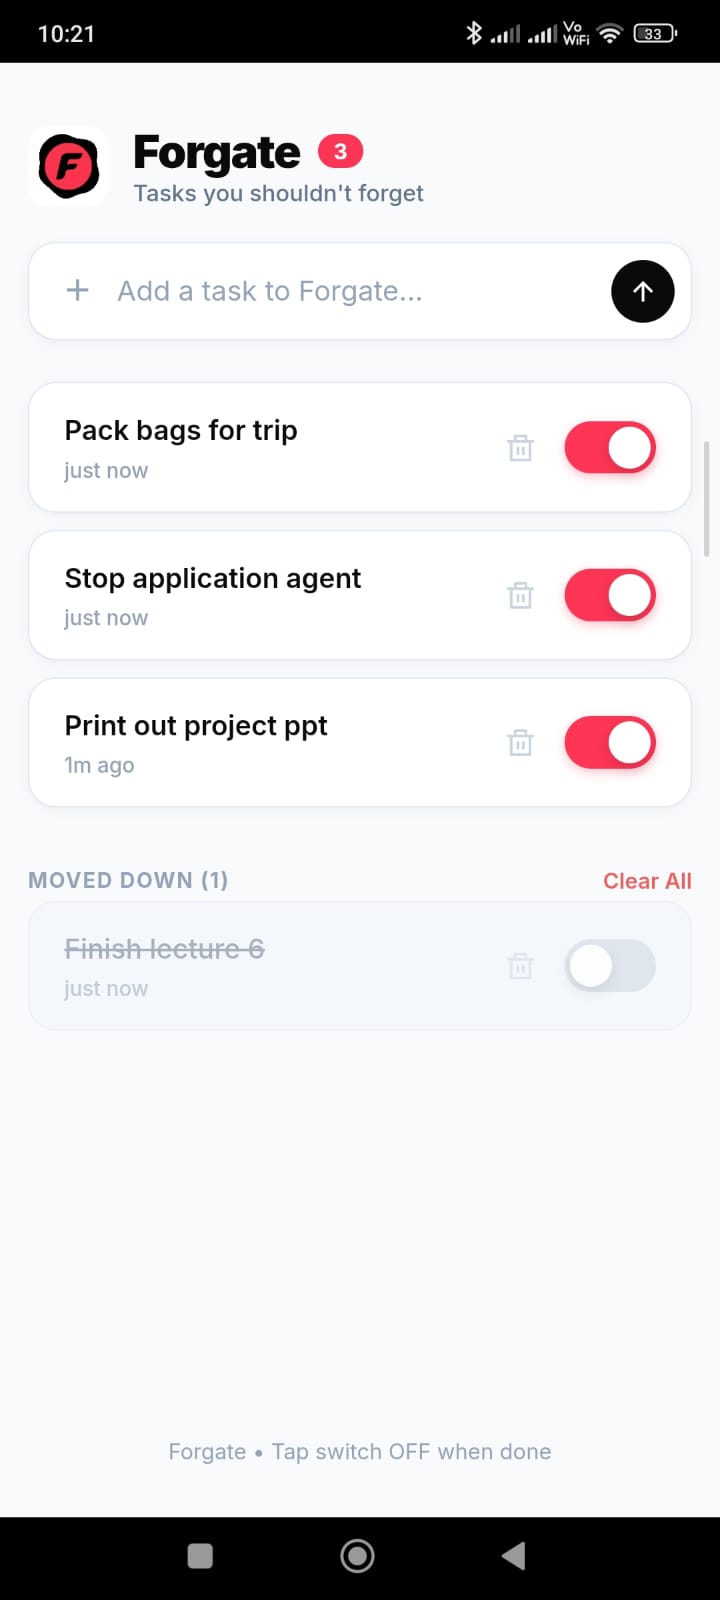 10:21
Vo
WiFi
33
F
Forgate 3
Tasks you shouldn't forget
Add a task to Forgate...
Pack bags for trip
just now
Stop application agent
just now
Print out project ppt
1m ago
MOVED DOWN (1) Clear All
Finish lecture 6
just now
Forgate • Tap switch OFF when done